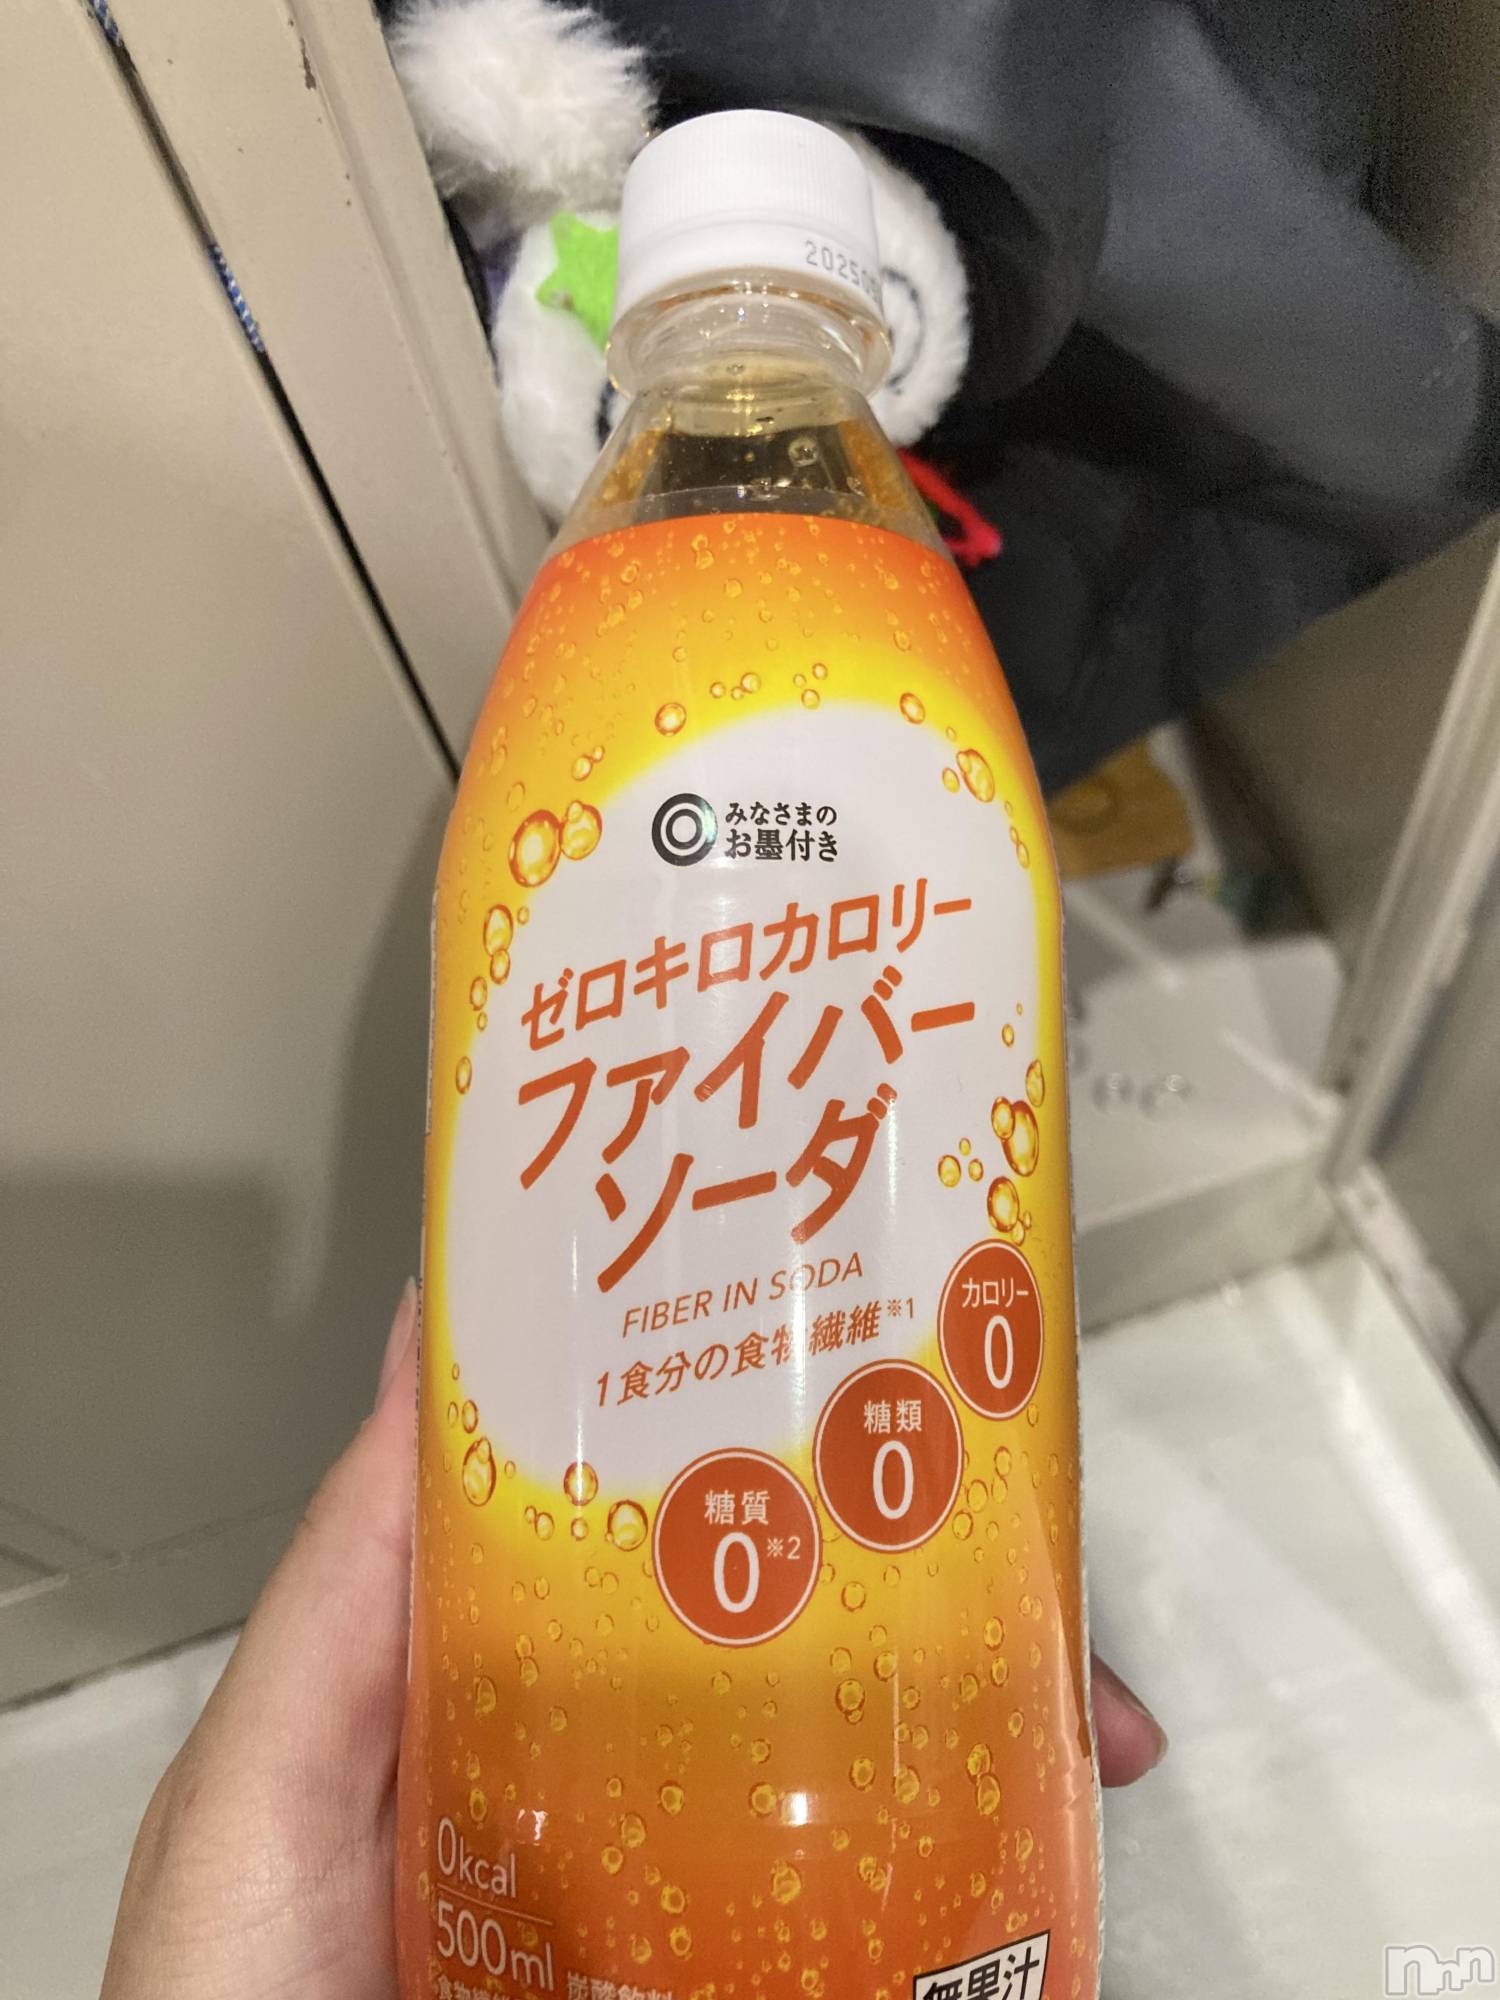 みなさまの
お墨付き
ゼロキロカロリー
ファイバー
ソーダ
FIBER IN SODA
1食分の食物繊維※1
カロリー
0
糖類
0
糖質
0※2
0kcal
500ml
炭酸飲料
無果汁
nnn